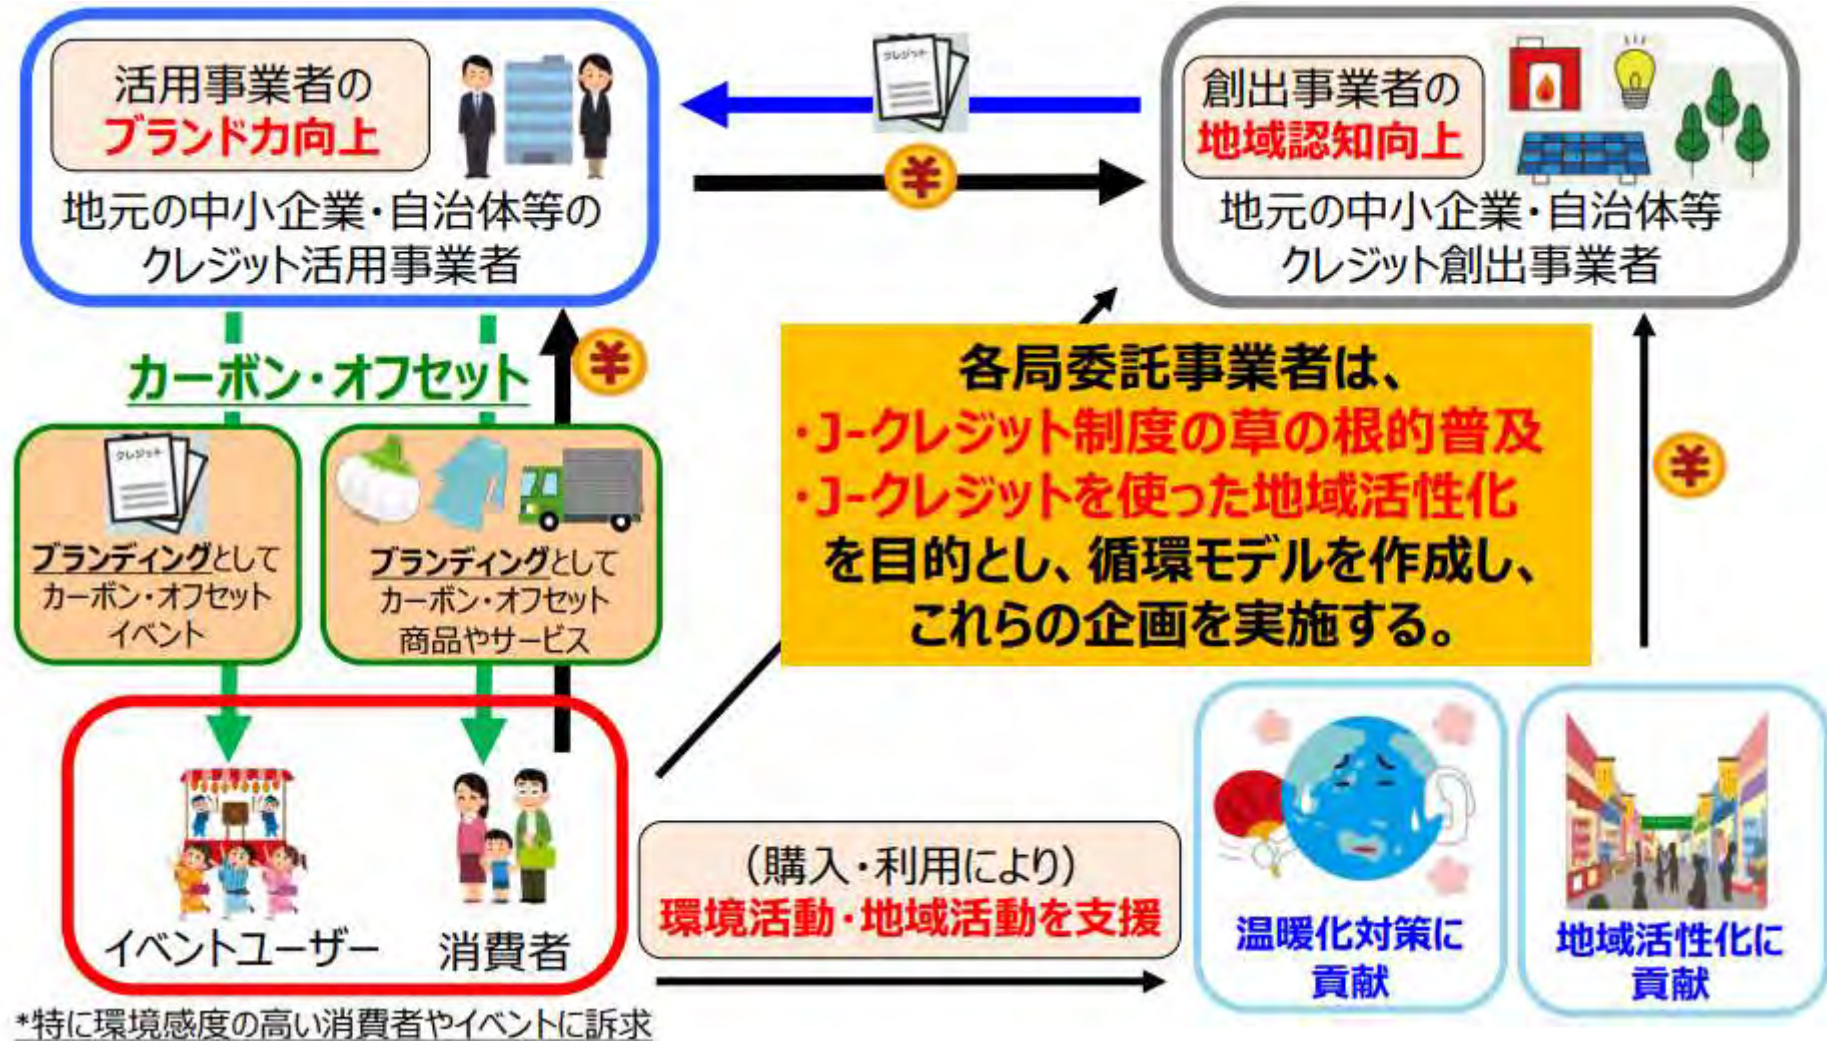 活用事業者の
ブランド力向上
地元の中小企業・自治体等の
クレジット活用事業者
クレジット
¥
創出事業者の
地域認知向上
地元の中小企業・自治体等
クレジット創出事業者
カーボン・オフセット
¥
クレジット
ブランディングとして
カーボン・オフセット
イベント
ブランディングとして
カーボン・オフセット
商品やサービス
各局委託事業者は、
・J-クレジット制度の草の根的普及
・J-クレジットを使った地域活性化
を目的とし、循環モデルを作成し、
これらの企画を実施する。
¥
イベントユーザー
消費者
*特に環境感度の高い消費者やイベントに訴求
(購入・利用により)
環境活動・地域活動を支援
温暖化対策に
貢献
地域活性化に
貢献